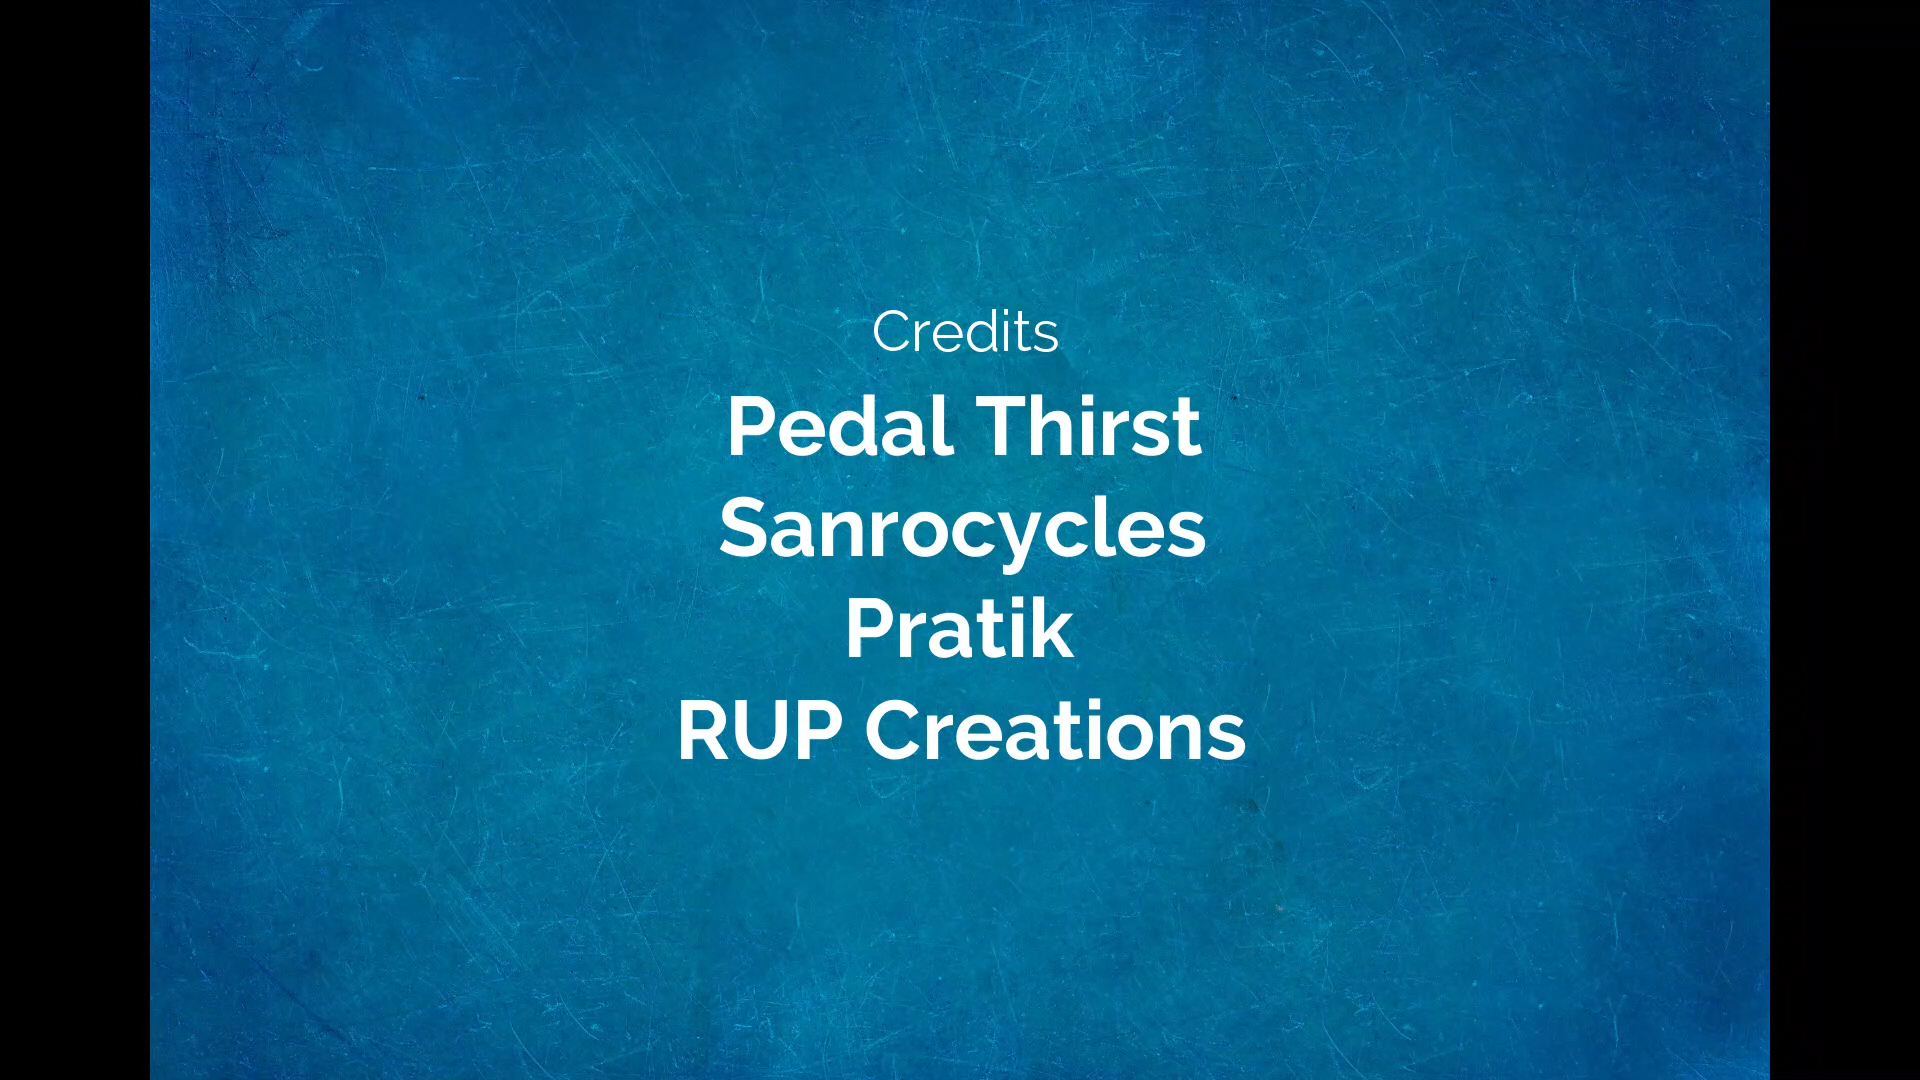 Credits
Pedal Thirst
Sanrocycles
Pratik
RUP Creations